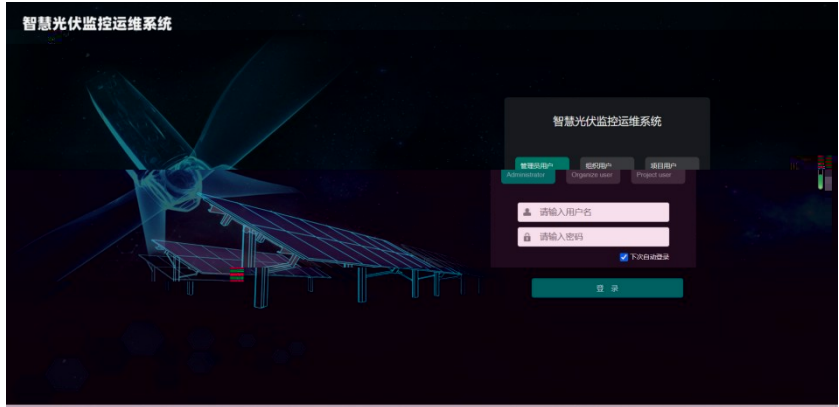 智慧光伏监控运维系统
智慧光伏监控运维系统
管理员用户 组织用户 项目用户
Administrator Organize user Project user
请输入用户名
请输入密码
下次自动登录
登 录